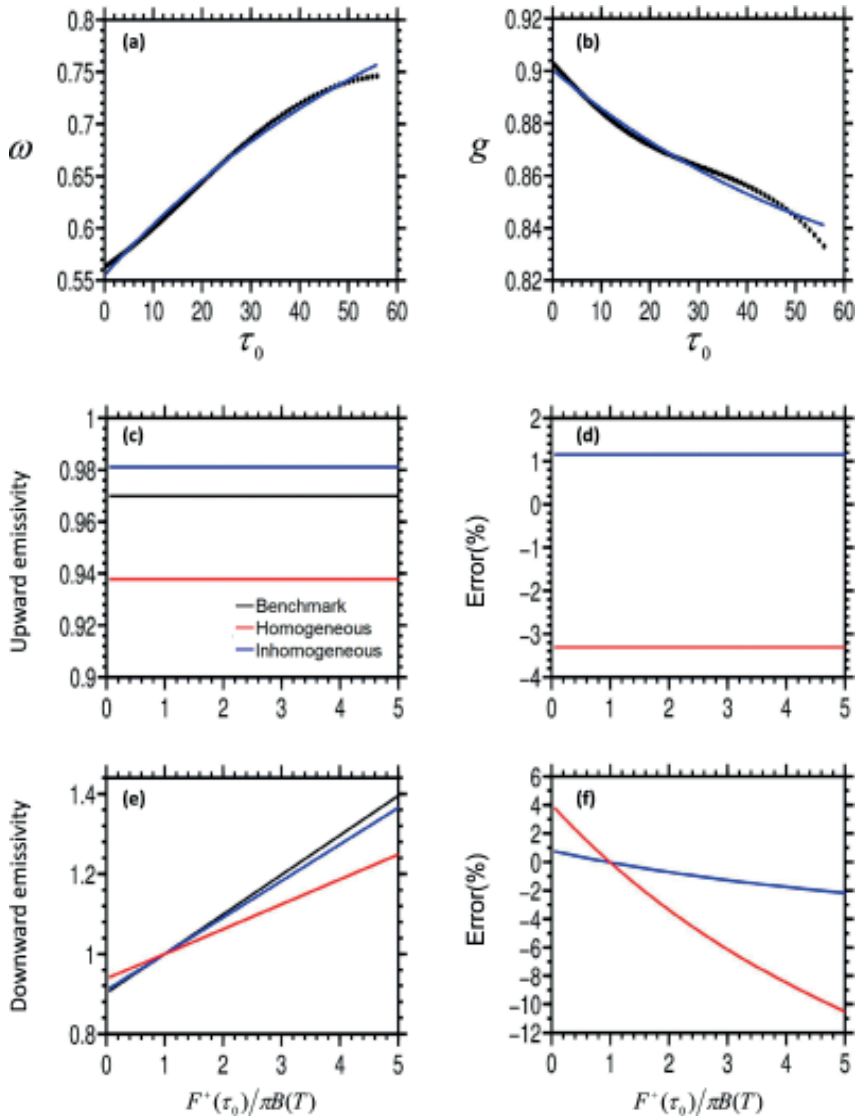 (a)
0.8
0.75
0.7
0.65
0.6
0.55
ω
0 10 20 30 40 50 60
τ₀
(b)
0.92
0.9
0.88
0.86
0.84
0.82
g
0 10 20 30 40 50 60
τ₀
(c)
1
0.98
0.96
0.94
0.92
0.9
Upward emissivity
Benchmark
Homogeneous
Inhomogeneous
0 1 2 3 4 5
(d)
2
1
0
−1
−2
−3
−4
Error(%)
0 1 2 3 4 5
(e)
1.4
1.2
1
0.8
Downward emissivity
0 1 2 3 4 5
F⁺(τ₀)/πB(T)
(f)
6
4
2
0
−2
−4
−6
−8
−10
−12
Error(%)
0 1 2 3 4 5
F⁺(τ₀)/πB(T)